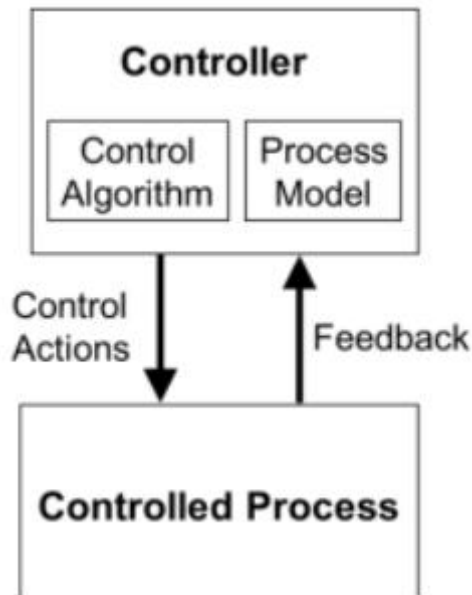 Controller
Control
Algorithm
Process
Model
Control
Actions
Feedback
Controlled Process